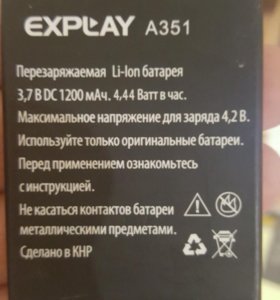 EXPLAY A351
Перезаряжаемая Li-Ion батарея
3,7 В DC 1200 мАч. 4.44 Ватт в час.
Максимальное напряжение для заряда 4,2 В.
Используйте только оригинальные батареи.
Перед применением ознакомьтесь
с инструкцией.
Не касаться контактов батареи
металлическими предметами.
Сделано в КНР